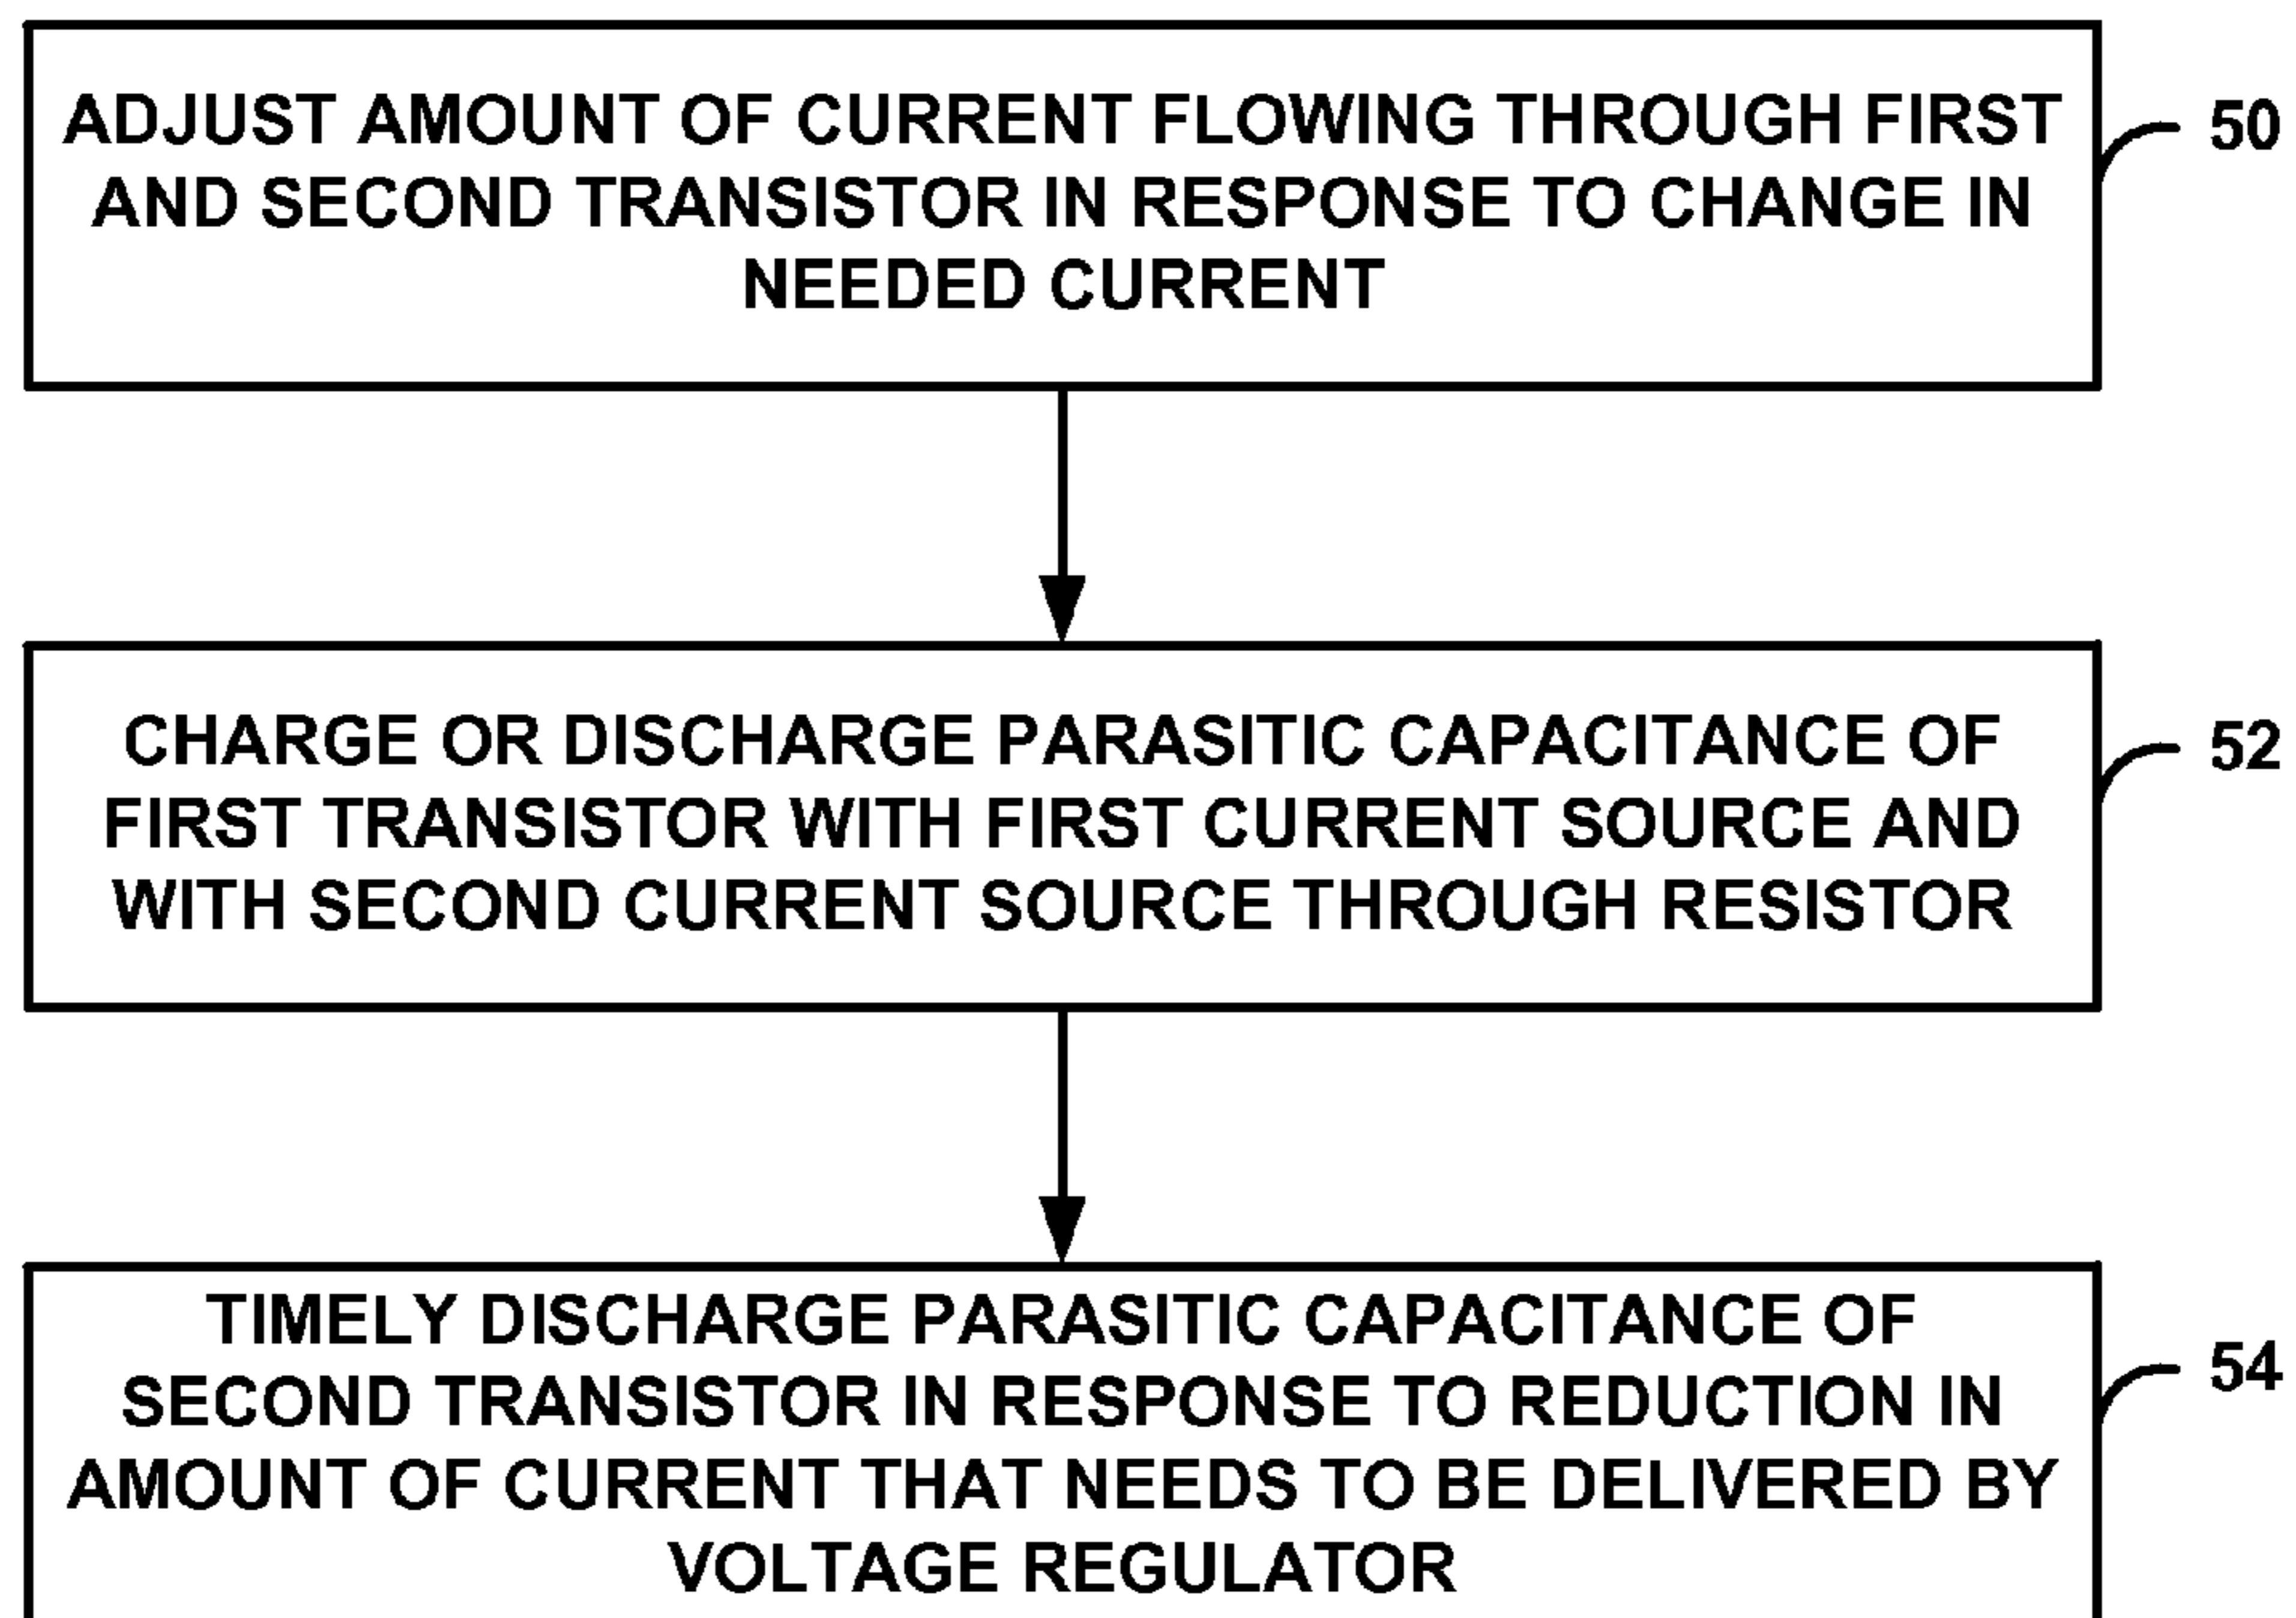 ADJUST AMOUNT OF CURRENT FLOWING THROUGH FIRST
AND SECOND TRANSISTOR IN RESPONSE TO CHANGE IN
NEEDED CURRENT
50
CHARGE OR DISCHARGE PARASITIC CAPACITANCE OF
FIRST TRANSISTOR WITH FIRST CURRENT SOURCE AND
WITH SECOND CURRENT SOURCE THROUGH RESISTOR
52
TIMELY DISCHARGE PARASITIC CAPACITANCE OF
SECOND TRANSISTOR IN RESPONSE TO REDUCTION IN
AMOUNT OF CURRENT THAT NEEDS TO BE DELIVERED BY
VOLTAGE REGULATOR
54